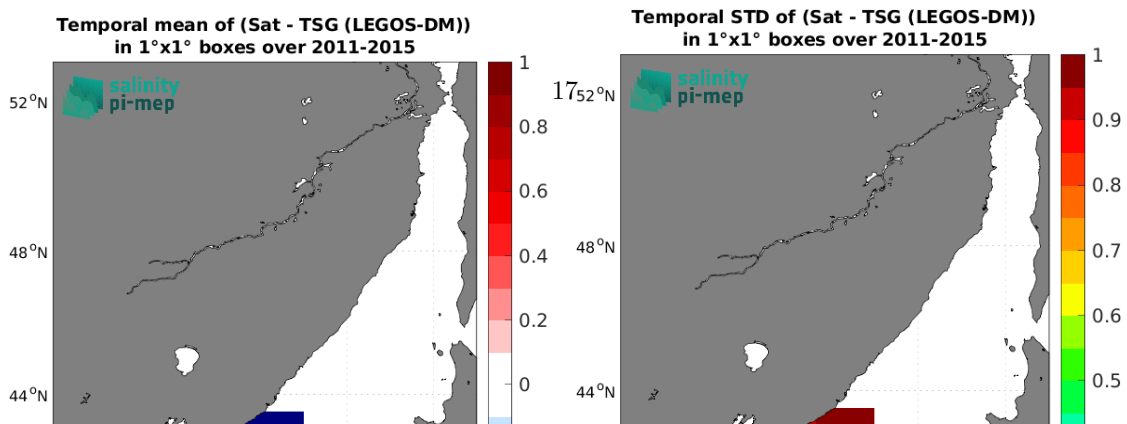 Temporal mean of (Sat - TSG (LEGOS-DM))
in 1°x1° boxes over 2011-2015
salinity
pi-mep
52°N
48°N
44°N
1
0.8
0.6
0.4
0.2
0
17
Temporal STD of (Sat - TSG (LEGOS-DM))
in 1°x1° boxes over 2011-2015
salinity
pi-mep
52°N
48°N
44°N
1
0.9
0.8
0.7
0.6
0.5